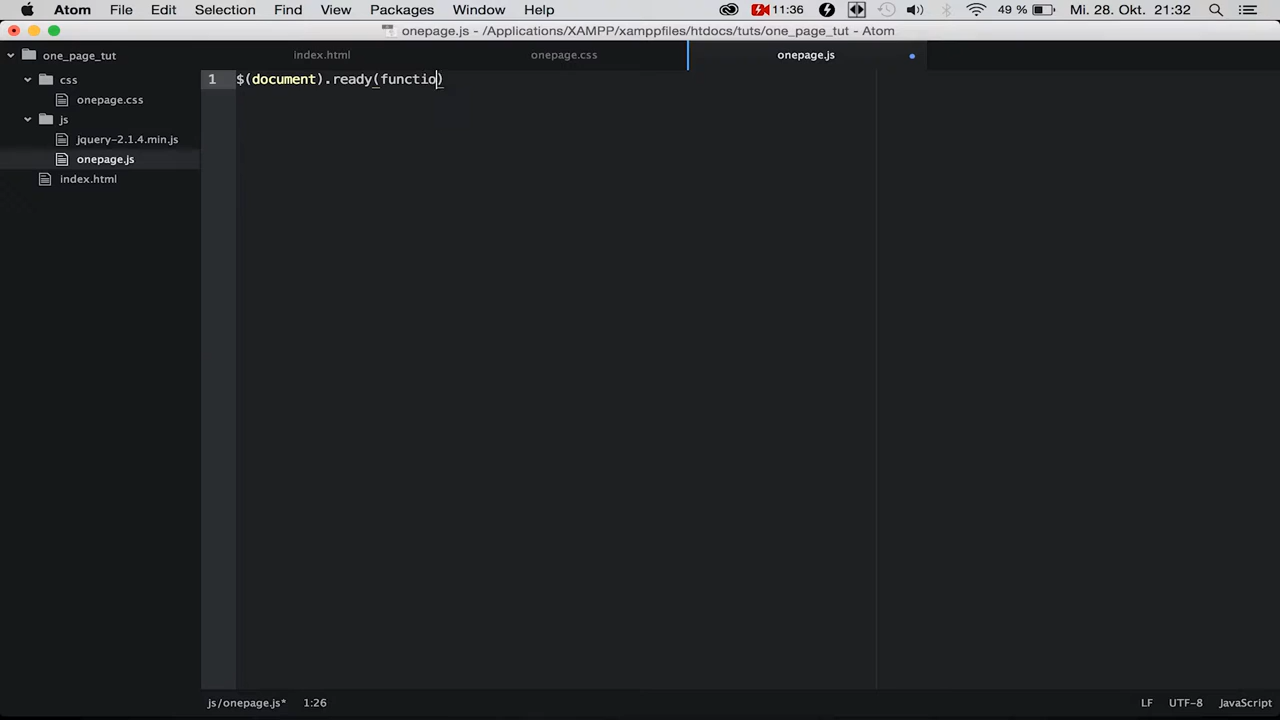 Atom File Edit Selection Find View Packages Window Help 11:36 49 % Mi. 28. Okt. 21:32
onepage.js - /Applications/XAMPP/xamppfiles/htdocs/tuts/one_page_tut - Atom
one_page_tut index.html onepage.css onepage.js
css
onepage.css
js
jquery-2.1.4.min.js
onepage.js
index.html
1 $(document).ready(functio)
js/onepage.js* 1:26 LF UTF-8 JavaScript